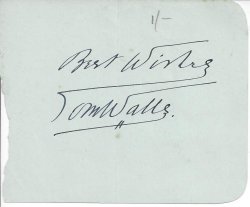 1/-
Best Wishes
Tom Walls.